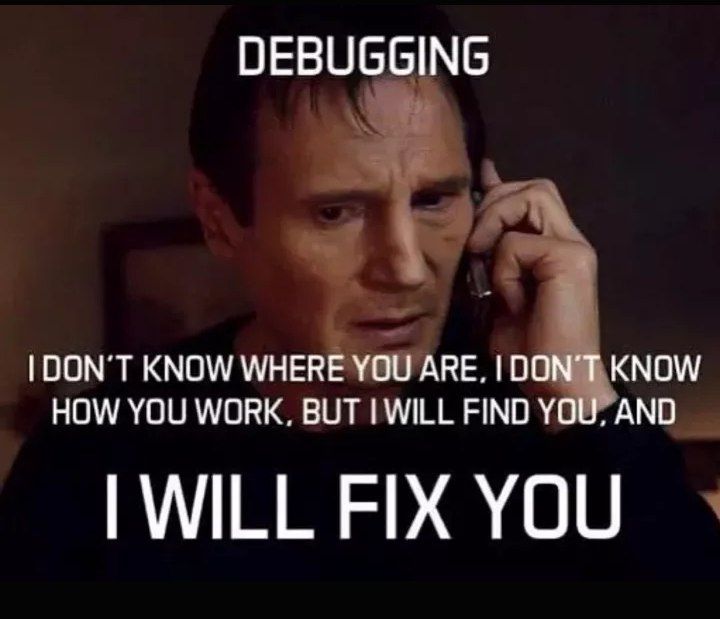 DEBUGGING
I DON'T KNOW WHERE YOU ARE, I DON'T KNOW
HOW YOU WORK, BUT I WILL FIND YOU, AND
I WILL FIX YOU